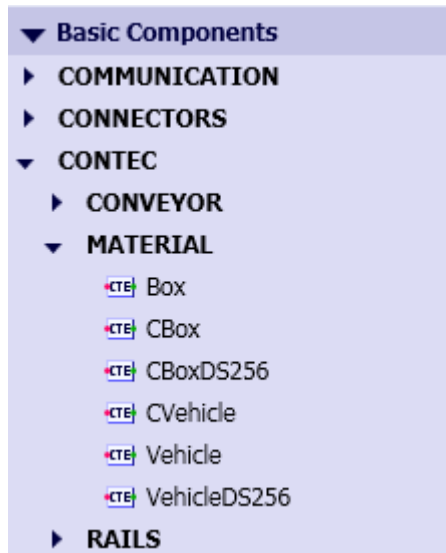 Basic Components
COMMUNICATION
CONNECTORS
CONTEC
CONVEYOR
MATERIAL
CTE Box
CTE CBox
CTE CBoxDS256
CTE CVehicle
CTE Vehicle
CTE VehicleDS256
RAILS